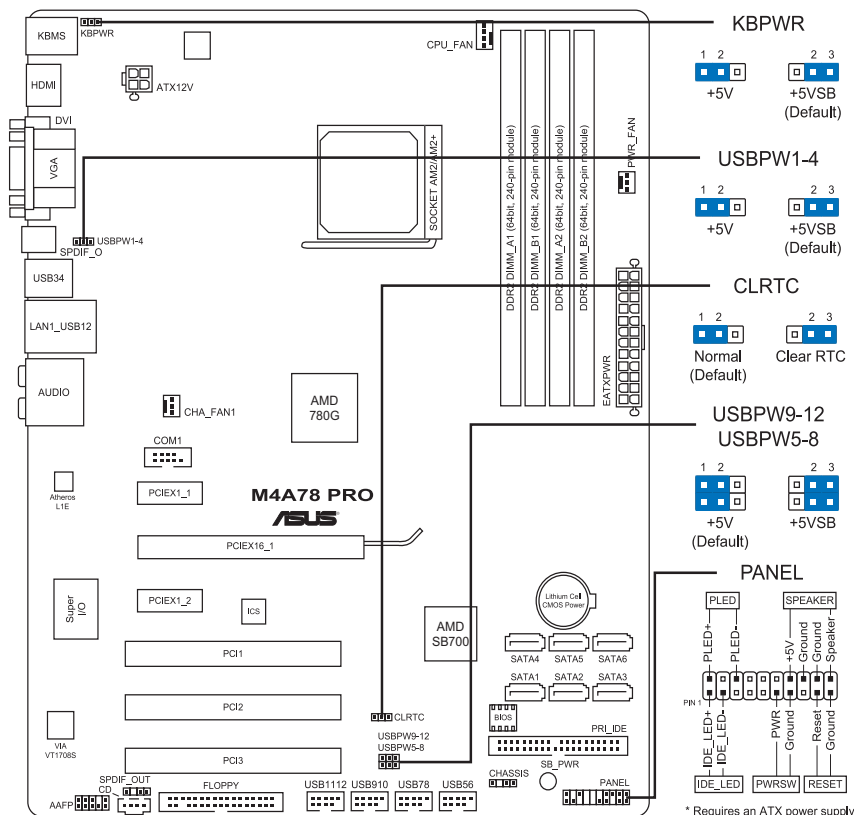 KBMS
KBPWR
CPU_FAN
ATX12V
HDMI
DVI
VGA
USBPW1-4
SPDIF_O
USB34
LAN1_USB12
AUDIO
SOCKET AM2/AM2+
DDR2 DIMM_A1 (64bit, 240-pin module)
DDR2 DIMM_B1 (64bit, 240-pin module)
DDR2 DIMM_A2 (64bit, 240-pin module)
DDR2 DIMM_B2 (64bit, 240-pin module)
PWR_FAN
EATXPWR
CHA_FAN1
AMD
780G
COM1
Atheros
L1E
PCIEX1_1
M4A78 PRO
ASUS
PCIEX16_1
Super
I/O
PCIEX1_2
ICS
AMD
SB700
Lithium Cell
CMOS Power
SATA4
SATA5
SATA6
SATA1
SATA2
SATA3
PCI1
PCI2
PCI3
VIA
VT1708S
CLRTC
USBPW9-12
USBPW5-8
BIOS
PRI_IDE
SB_PWR
CHASSIS
PANEL
SPDIF_OUT
CD
AAFP
FLOPPY
USB1112
USB910
USB78
USB56
KBPWR
1 2
2 3
+5V
+5VSB
(Default)
USBPW1-4
1 2
2 3
+5V
+5VSB
(Default)
CLRTC
1 2
2 3
Normal
(Default)
Clear RTC
USBPW9-12
USBPW5-8
1 2
2 3
+5V
(Default)
+5VSB
PANEL
PLED
SPEAKER
PLED+
PLED-
+5V
Ground
Ground
Speaker
PIN 1
IDE_LED+
IDE_LED-
PWR
Ground
Reset
Ground
IDE_LED
PWRSW
RESET
* Requires an ATX power supply